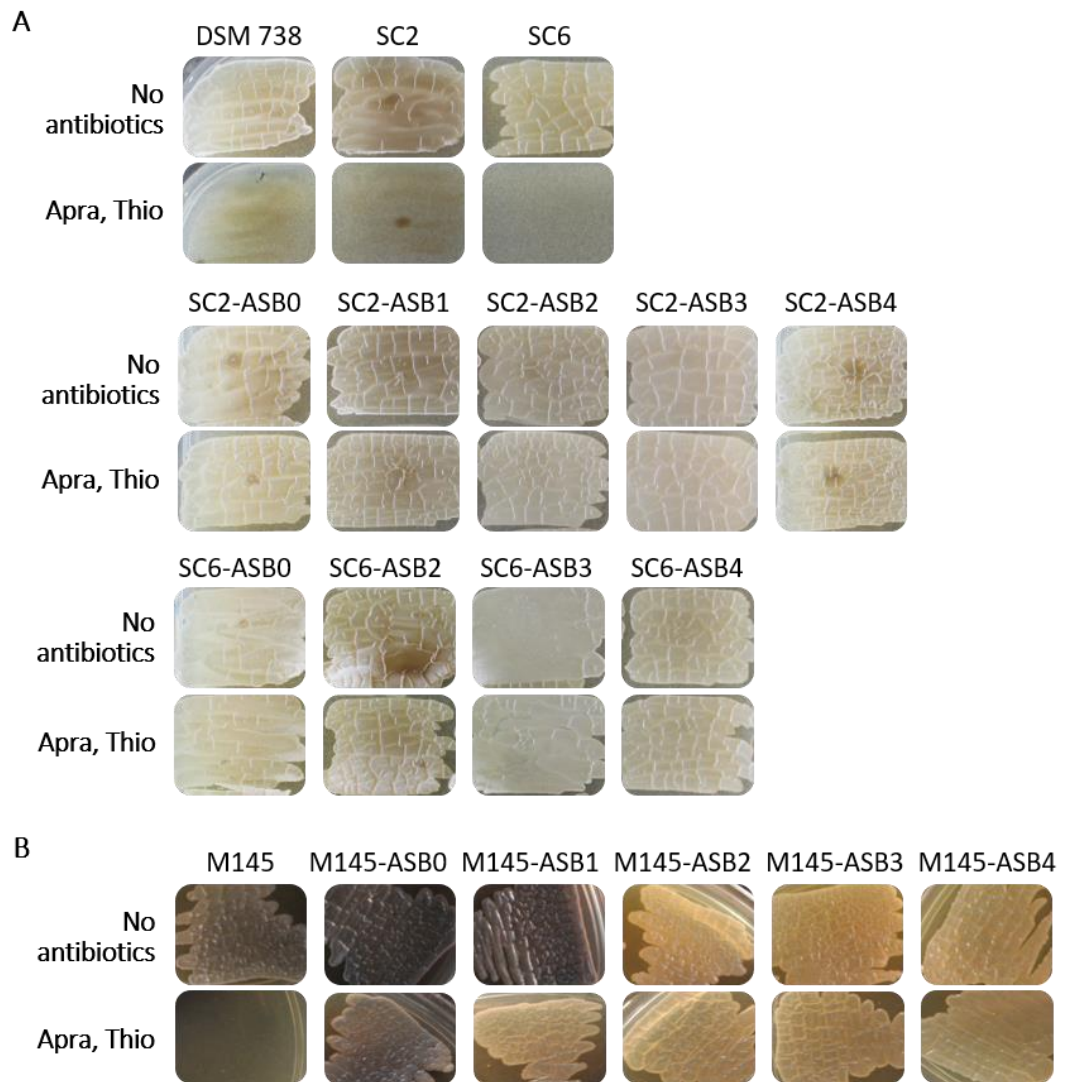 A
DSM 738 SC2 SC6
No
antibiotics
Apra, Thio
SC2-ASB0 SC2-ASB1 SC2-ASB2 SC2-ASB3 SC2-ASB4
No
antibiotics
Apra, Thio
SC6-ASB0 SC6-ASB2 SC6-ASB3 SC6-ASB4
No
antibiotics
Apra, Thio
B
M145 M145-ASB0 M145-ASB1 M145-ASB2 M145-ASB3 M145-ASB4
No
antibiotics
Apra, Thio